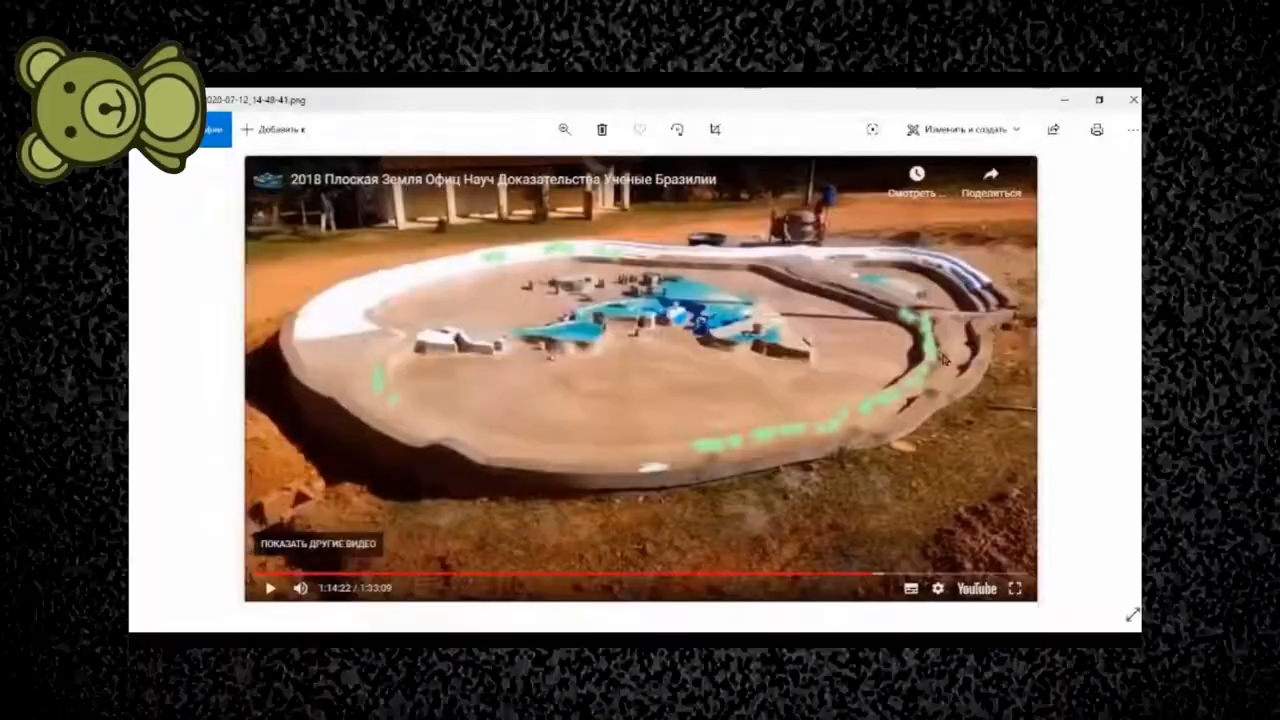 2020-07-12_14-48-41.png
Добавить к
Изменить и создать
2018 Плоская Земля Офиц Науч Доказательства Ученые Бразилии
Смотреть ...
Поделиться
ПОКАЗАТЬ ДРУГИЕ ВИДЕО
1:14:22 / 1:33:09
YouTube